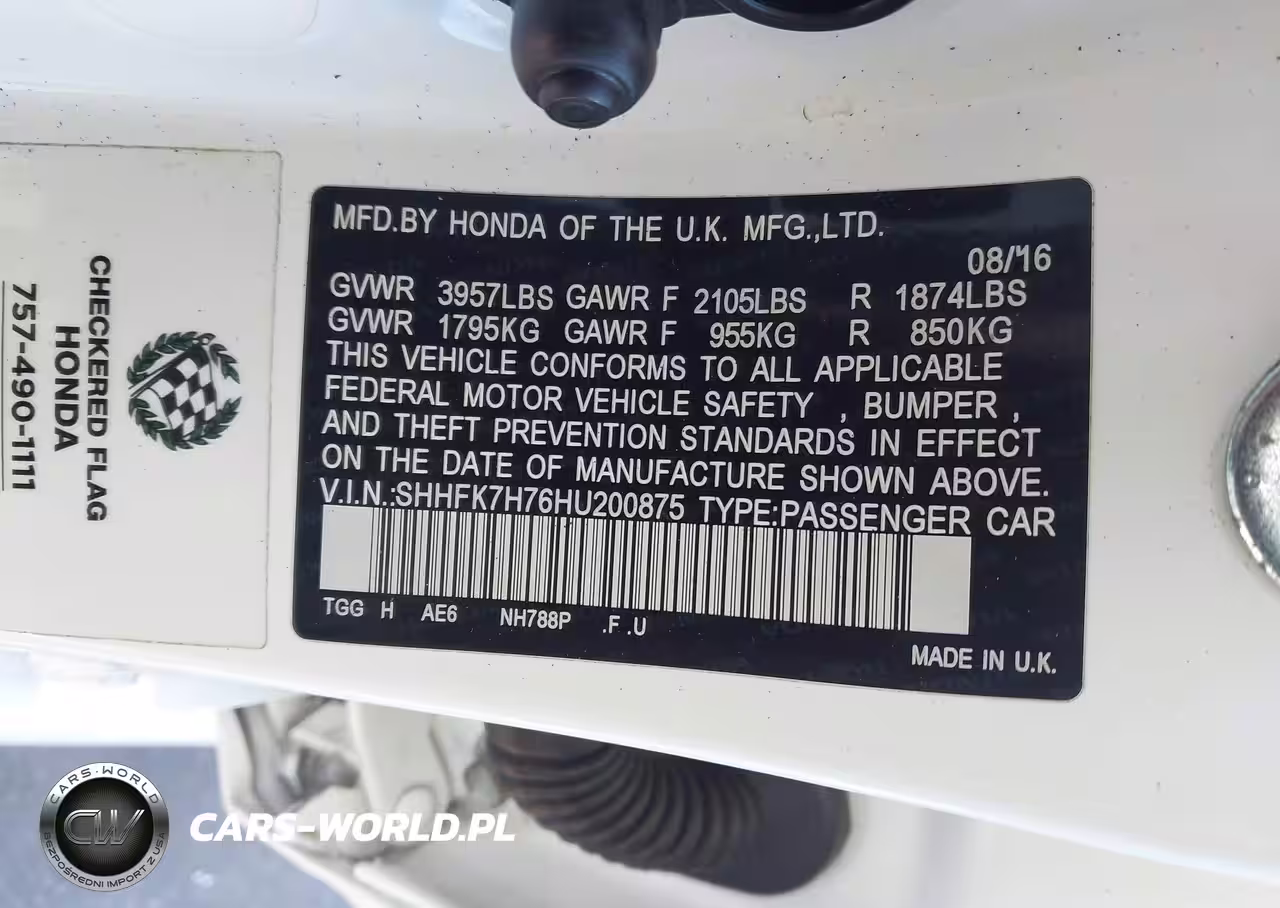 MFD.BY HONDA OF THE U.K. MFG.,LTD.
08/16
GVWR 3957LBS GAWR F 2105LBS R 1874LBS
GVWR 1795KG GAWR F 955KG R 850KG
THIS VEHICLE CONFORMS TO ALL APPLICABLE
FEDERAL MOTOR VEHICLE SAFETY , BUMPER ,
AND THEFT PREVENTION STANDARDS IN EFFECT
ON THE DATE OF MANUFACTURE SHOWN ABOVE.
V.I.N.:SHHFK7H76HU200875 TYPE:PASSENGER CAR
TGG H AE6 NH788P .F .U
MADE IN U.K.
CHECKERED FLAG
HONDA
757-490-1111
CARS-WORLD
CW
BEZPOŚREDNI IMPORT Z USA
CARS-WORLD.PL